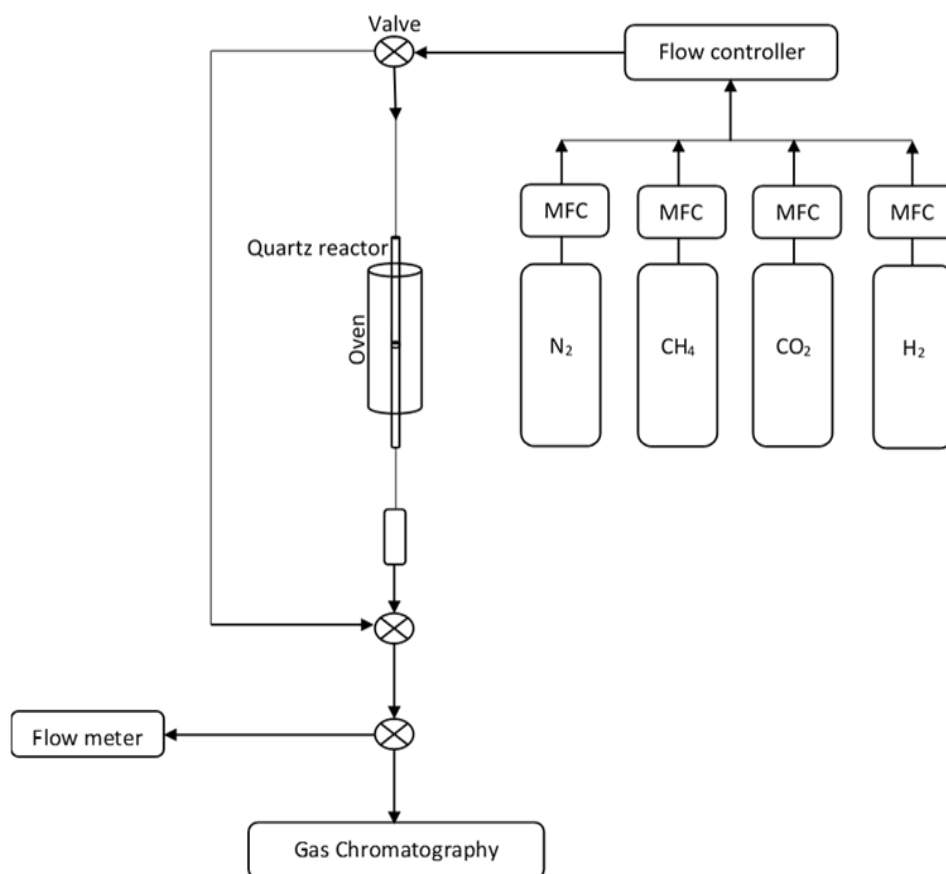 Valve
Flow controller
MFC
MFC
MFC
MFC
Quartz reactor
Oven
N₂
CH₄
CO₂
H₂
Flow meter
Gas Chromatography